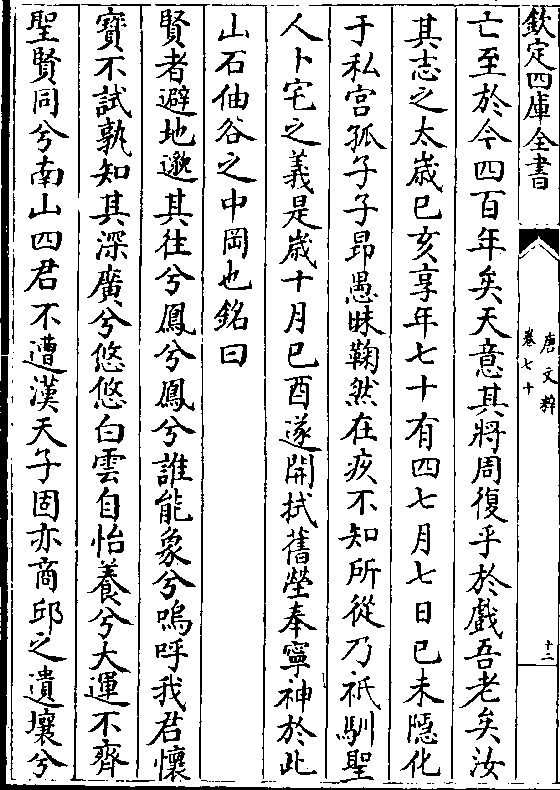 欽定四庫全書
唐文粹
卷七十
十二
亡至於今四百年矣天意其將周復乎於戲吾老矣汝
其志之太歲已亥享年七十有四七月七日已未隱化
于私宫孤子子昂愚昧鞠然在疚不知所從乃祇馴聖
人卜宅之義是歲十月已酉遂開拭舊塋奉寧神於此
山石伷谷之中岡也銘曰
賢者避地邈其往兮鳳兮鳳兮誰能象兮嗚呼我君懷
寳不試孰知其深廣兮悠悠白雲自怡養兮大運不齊
聖賢同兮南山四君不遭漢天子固亦商邱之遺壤兮